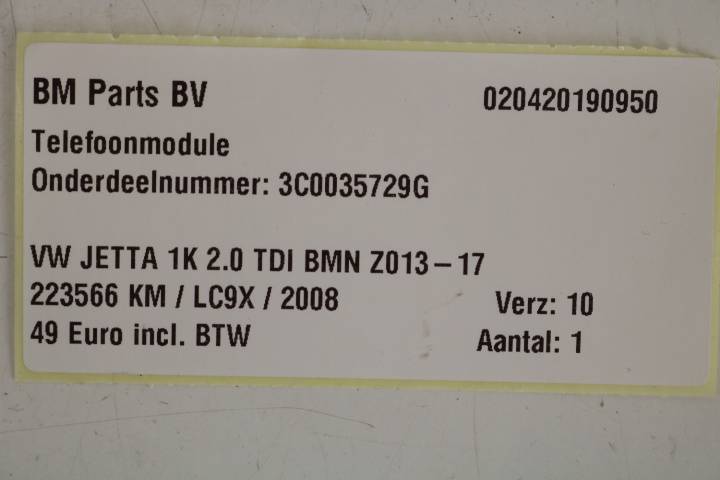 BM Parts BV 020420190950
Telefoonmodule
Onderdeelnummer: 3C0035729G
VW JETTA 1K 2.0 TDI BMN Z013-17
223566 KM / LC9X / 2008 Verz: 10
49 Euro incl. BTW Aantal: 1